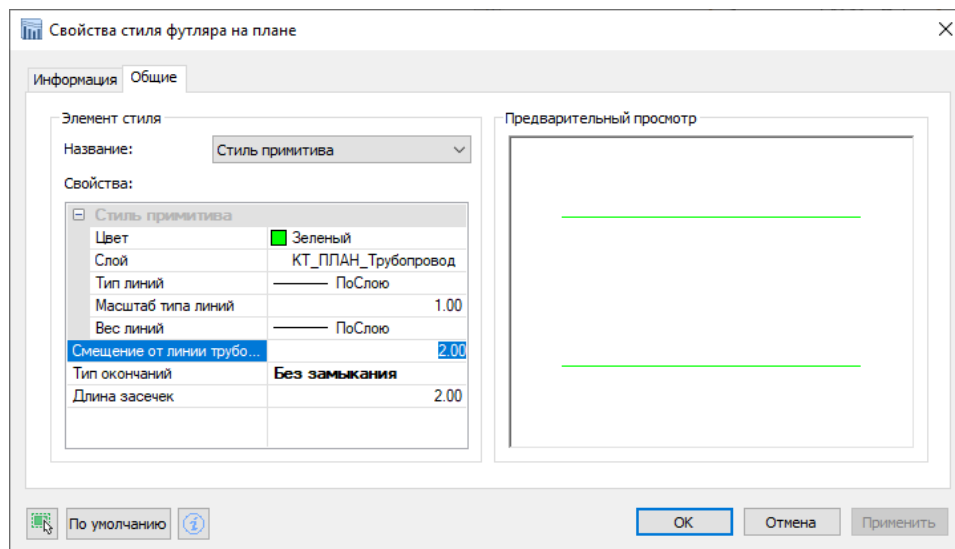 Свойства стиля футляра на плане
Информация
Общие
Элемент стиля
Название:
Стиль примитива
Свойства:
Стиль примитива
Цвет Зеленый
Слой КТ_ПЛАН_Трубопровод
Тип линий ПоСлою
Масштаб типа линий 1.00
Вес линий ПоСлою
Смещение от линии трубо... 2.00
Тип окончаний Без замыкания
Длина засечек 2.00
Предварительный просмотр
По умолчанию
OK
Отмена
Применить